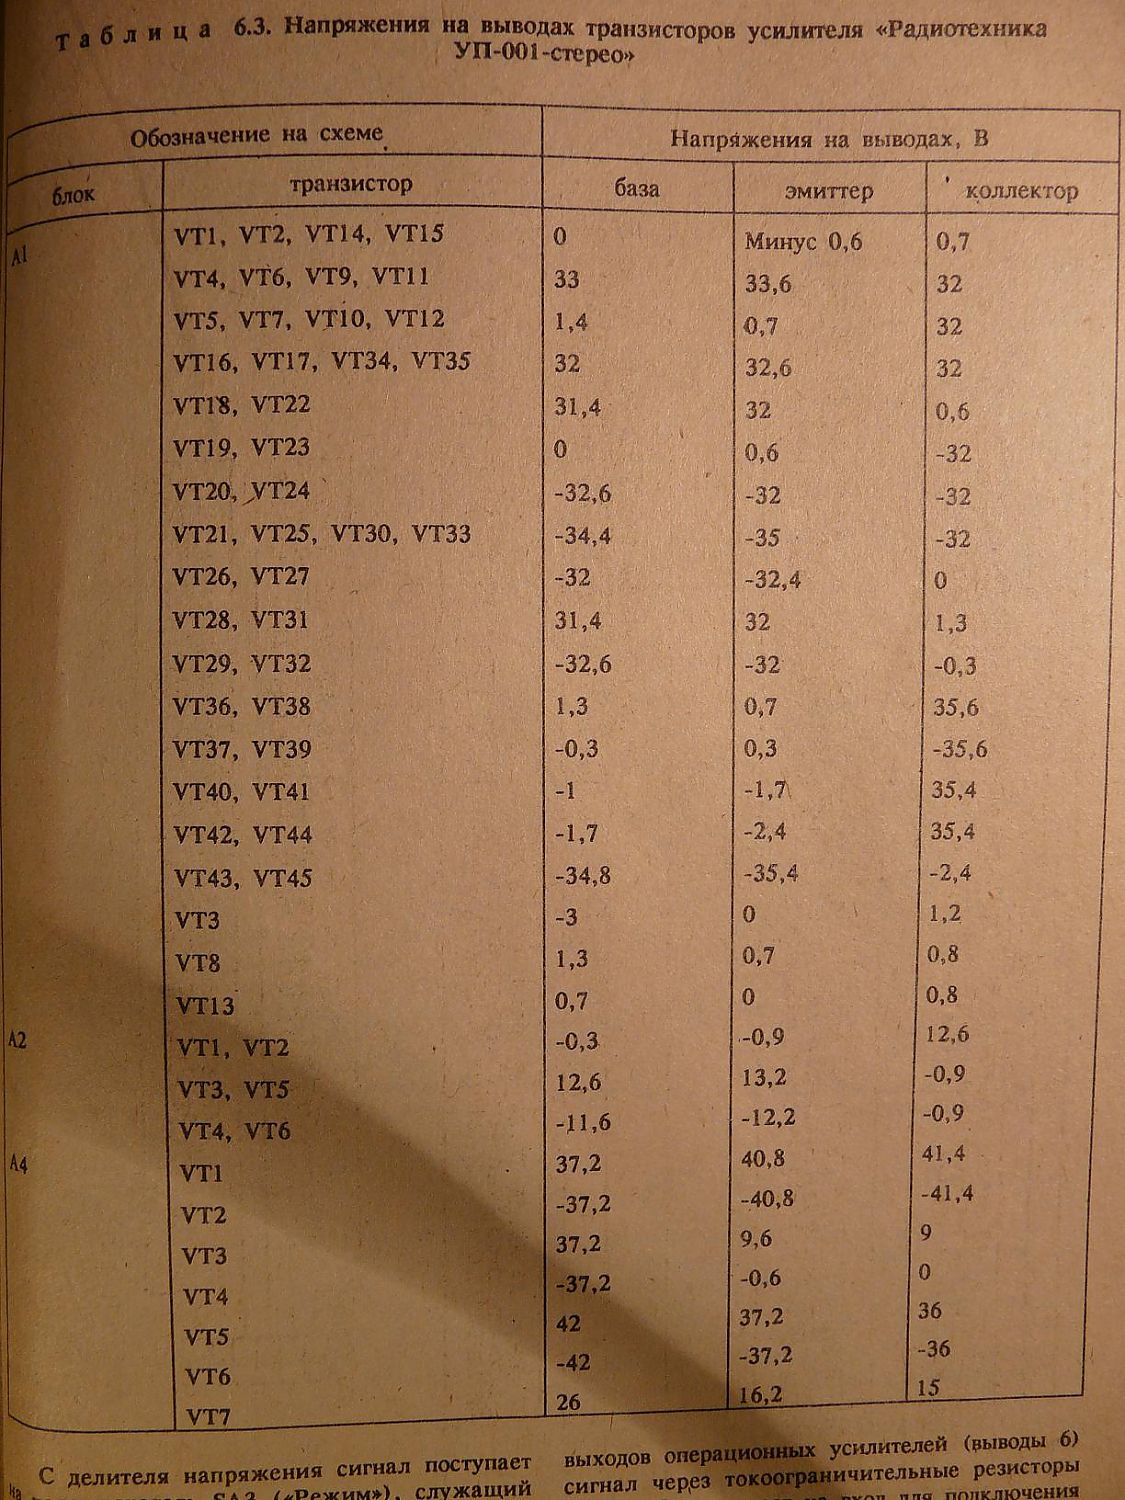 Таблица 6.3. Напряжения на выводах транзисторов усилителя «Радиотехника
УП-001-стерео»
Обозначение на схеме Напряжения на выводах, В
блок транзистор база эмиттер коллектор
А1 VT1, VT2, VT14, VT15 0 Минус 0,6 0,7
VT4, VT6, VT9, VT11 33 33,6 32
VT5, VT7, VT10, VT12 1,4 0,7 32
VT16, VT17, VT34, VT35 32 32,6 32
VT18, VT22 31,4 32 0,6
VT19, VT23 0 0,6 -32
VT20, VT24 -32,6 -32 -32
VT21, VT25, VT30, VT33 -34,4 -35 -32
VT26, VT27 -32 -32,4 0
VT28, VT31 31,4 32 1,3
VT29, VT32 -32,6 -32 -0,3
VT36, VT38 1,3 0,7 35,6
VT37, VT39 -0,3 0,3 -35,6
VT40, VT41 -1 -1,7 35,4
VT42, VT44 -1,7 -2,4 35,4
VT43, VT45 -34,8 -35,4 -2,4
VT3 -3 0 1,2
VT8 1,3 0,7 0,8
VT13 0,7 0 0,8
А2 VT1, VT2 -0,3 -0,9 12,6
VT3, VT5 12,6 13,2 -0,9
VT4, VT6 -11,6 -12,2 -0,9
А4 VT1 37,2 40,8 41,4
VT2 -37,2 -40,8 -41,4
VT3 37,2 9,6 9
VT4 -37,2 -0,6 0
VT5 42 37,2 36
VT6 -42 -37,2 -36
VT7 26 16,2 15
С делителя напряжения сигнал поступает
на SA3 («Режим»), служащий
выходов операционных усилителей (выводы 6)
сигнал через токоограничительные резисторы
вход для подключения